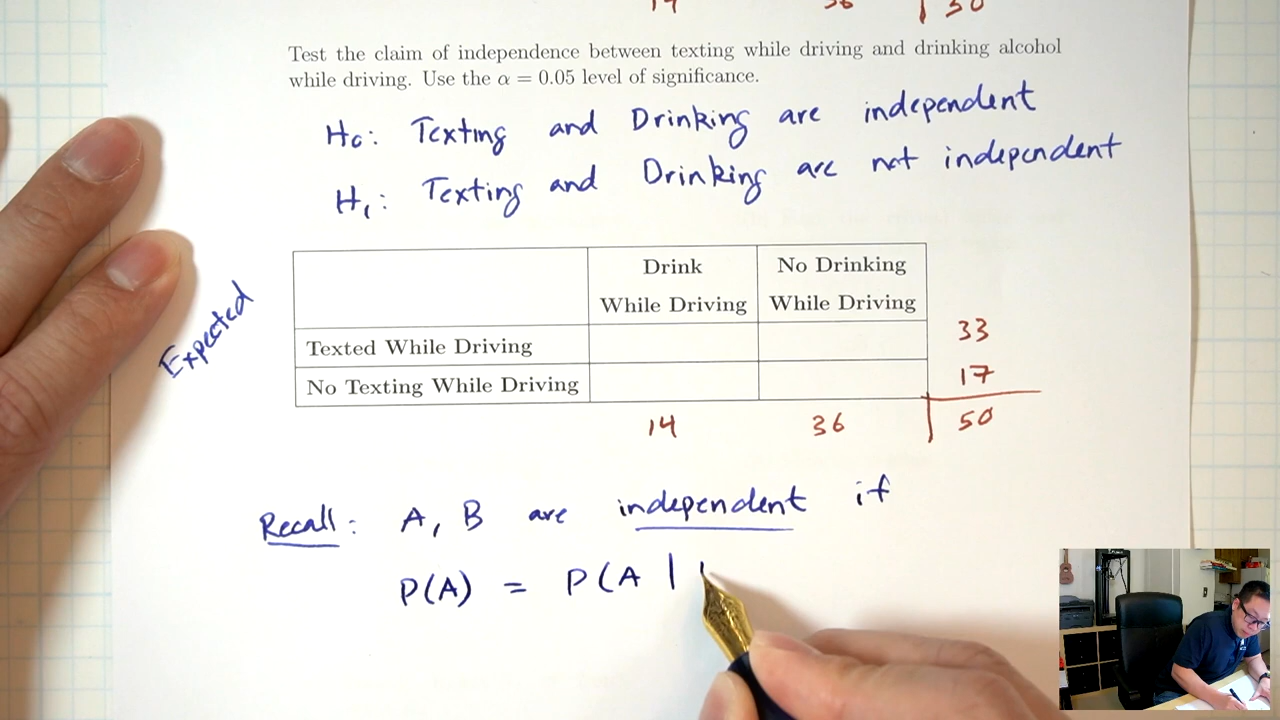 14 36 50
Test the claim of independence between texting while driving and drinking alcohol
while driving. Use the α = 0.05 level of significance.
H₀: Texting and Drinking are independent
H₁: Texting and Drinking are not independent
Expected
Drink No Drinking
While Driving While Driving
Texted While Driving 33
No Texting While Driving 17
14 36 50
Recall: A, B are independent if
P(A) = P(A |